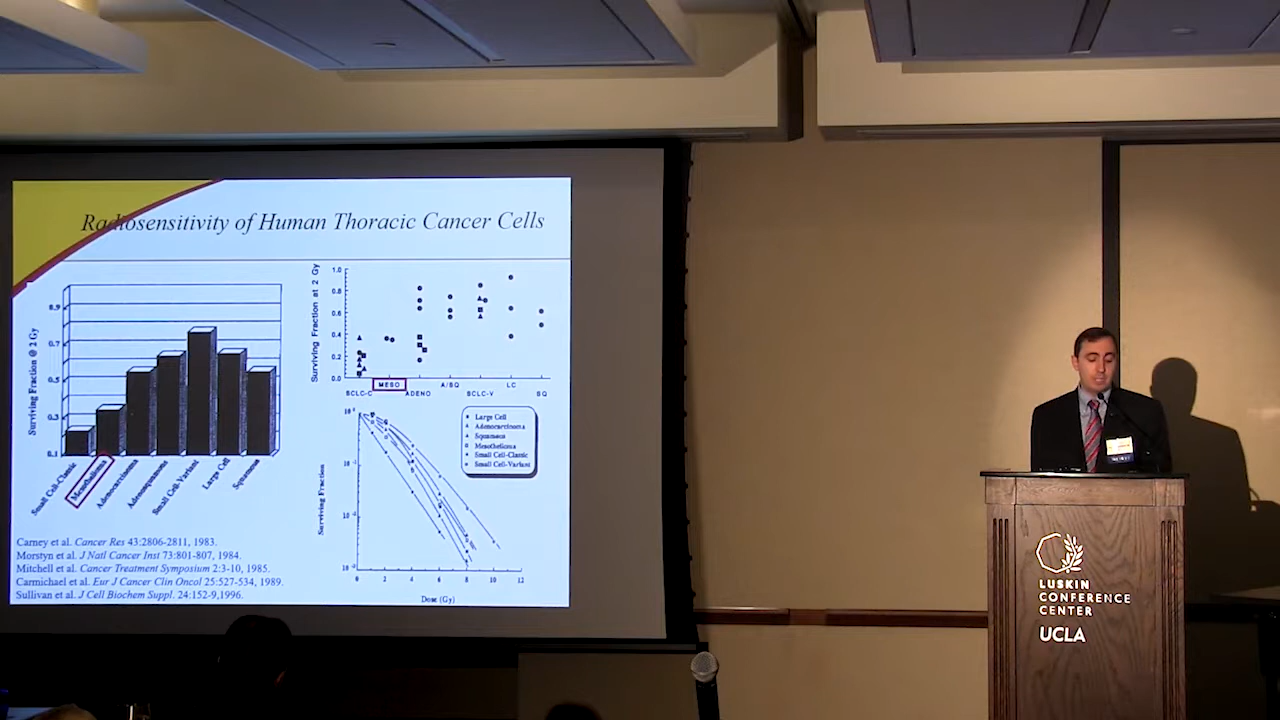 Radiosensitivity of Human Thoracic Cancer Cells
Surviving Fraction @ 2 Gy
0.9
0.7
0.5
0.3
0.1
Small Cell-Classic
Mesothelioma
Adenocarcinoma
Adenosquamous
Small Cell-Variant
Large Cell
Squamous
Surviving Fraction at 2 Gy
1.0
0.8
0.6
0.4
0.2
0.0
SCLC-C
MESO
ADENO
A/SQ
SCLC-V
LC
SQ
Surviving Fraction
Large Cell
Adenocarcinoma
Squamous
Mesothelioma
Small Cell-Classic
Small Cell-Variant
0 2 4 6 8 10 12
Dose (Gy)
Carney et al. Cancer Res 43:2806-2811, 1983.
Morstyn et al. J Natl Cancer Inst 73:801-807, 1984.
Mitchell et al. Cancer Treatment Symposium 2:3-10, 1985.
Carmichael et al. Eur J Cancer Clin Oncol 25:527-534, 1989.
Sullivan et al. J Cell Biochem Suppl. 24:152-9,1996.
LUSKIN
CONFERENCE
CENTER
UCLA